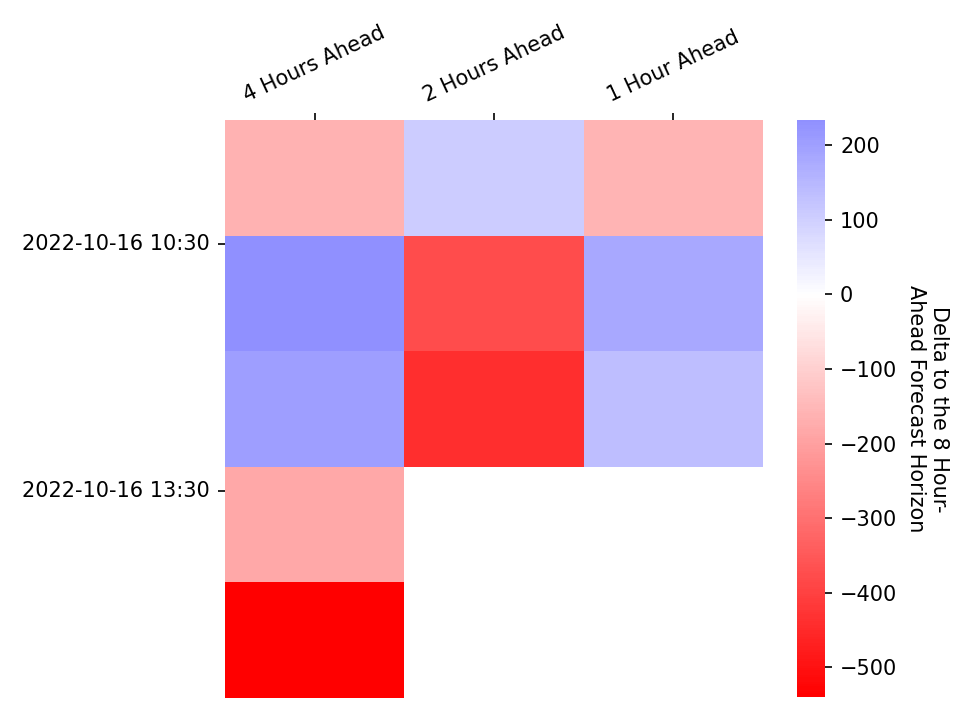 4 Hours Ahead
2 Hours Ahead
1 Hour Ahead
2022-10-16 10:30
2022-10-16 13:30
200
100
0
−100
−200
−300
−400
−500
Delta to the 8 Hour-
Ahead Forecast Horizon